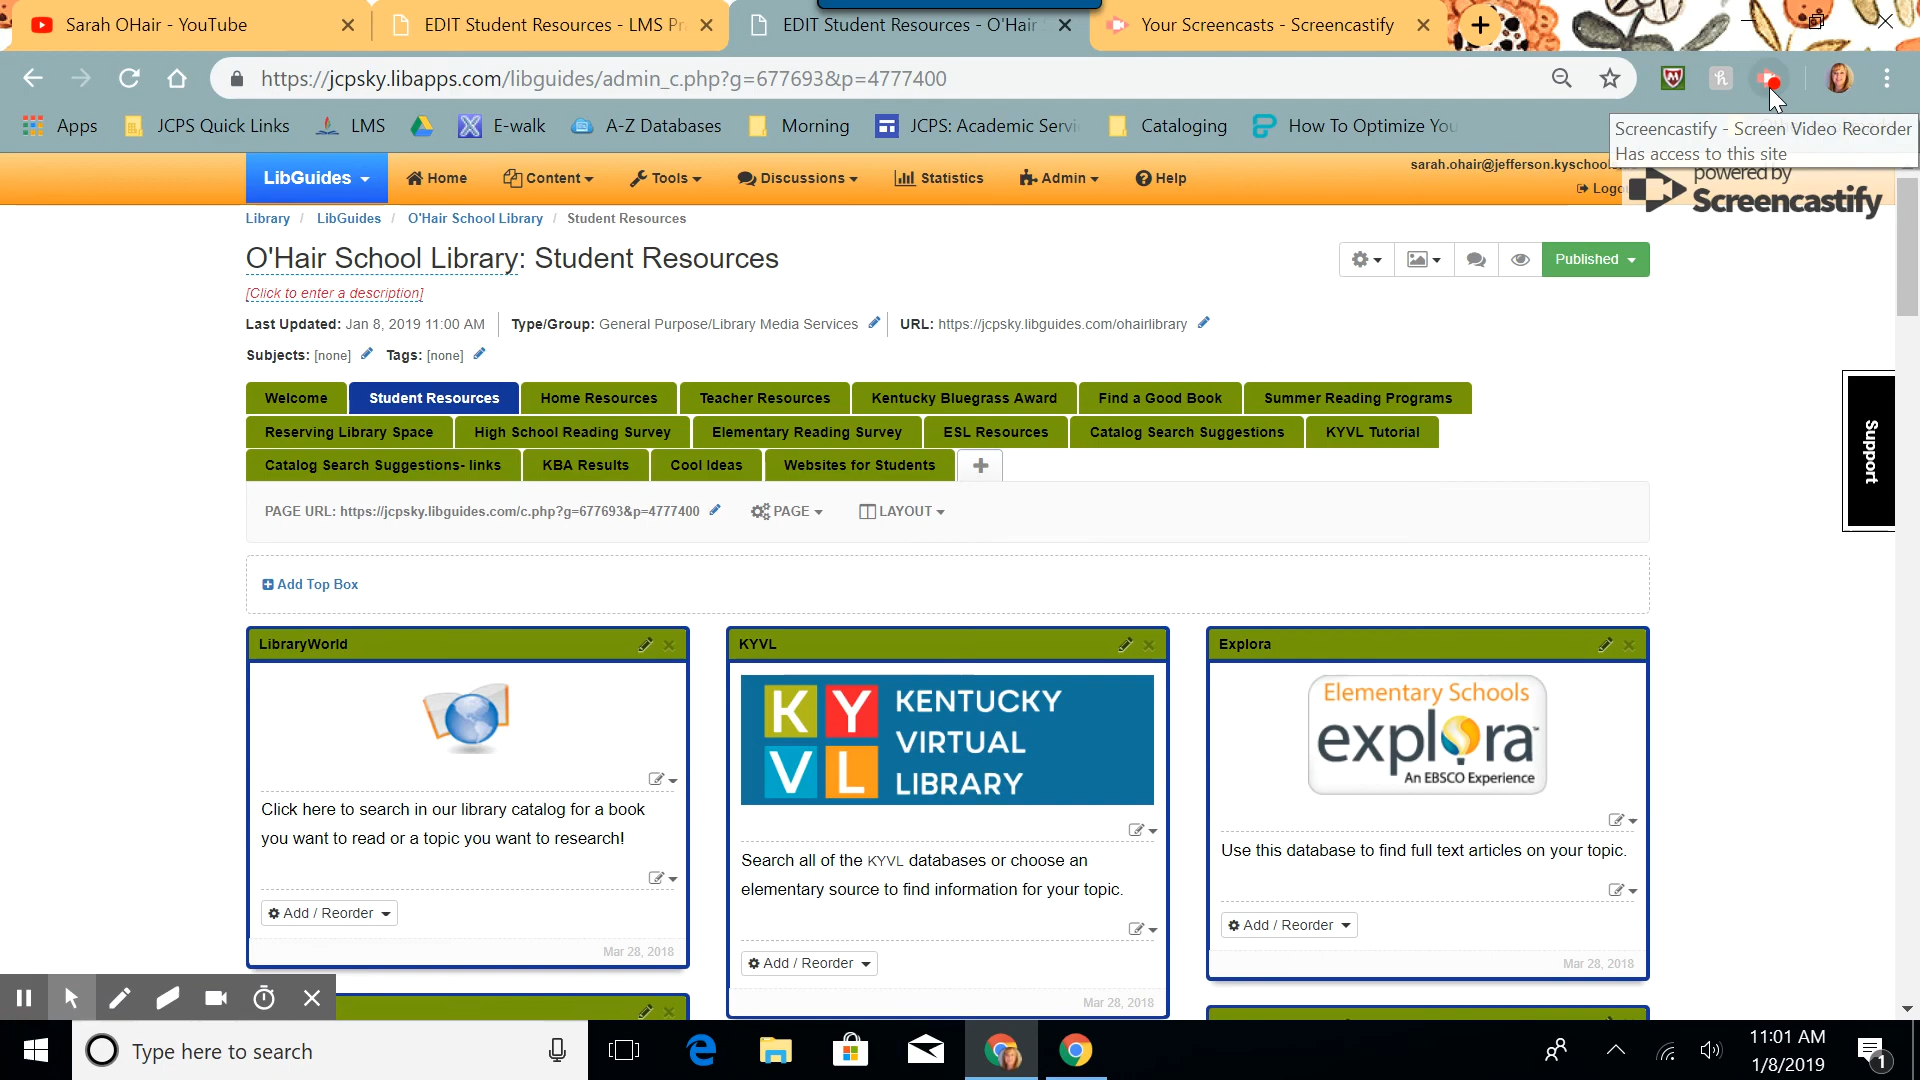 Sarah OHair - YouTube
EDIT Student Resources - LMS Pr
EDIT Student Resources - O'Hair
Your Screencasts - Screencastify
https://jcpsky.libapps.com/libguides/admin_c.php?g=677693&p=4777400
Apps
JCPS Quick Links
LMS
E-walk
A-Z Databases
Morning
JCPS: Academic Servi
Cataloging
How To Optimize You
Screencastify - Screen Video Recorder
Has access to this site
LibGuides
Home
Content
Tools
Discussions
Statistics
Admin
Help
sarah.ohair@jefferson.kyschool
Logo
powered by
Screencastify
Library / LibGuides / O'Hair School Library / Student Resources
O'Hair School Library: Student Resources
Published
[Click to enter a description]
Last Updated: Jan 8, 2019 11:00 AM
Type/Group: General Purpose/Library Media Services
URL: https://jcpsky.libguides.com/ohairlibrary
Subjects: [none]
Tags: [none]
Welcome
Student Resources
Home Resources
Teacher Resources
Kentucky Bluegrass Award
Find a Good Book
Summer Reading Programs
Reserving Library Space
High School Reading Survey
Elementary Reading Survey
ESL Resources
Catalog Search Suggestions
KYVL Tutorial
Catalog Search Suggestions- links
KBA Results
Cool Ideas
Websites for Students
Support
PAGE URL: https://jcpsky.libguides.com/c.php?g=677693&p=4777400
PAGE
LAYOUT
Add Top Box
LibraryWorld
Click here to search in our library catalog for a book
you want to read or a topic you want to research!
Add / Reorder
Mar 28, 2018
KYVL
KY
VL
KENTUCKY
VIRTUAL
LIBRARY
Search all of the KYVL databases or choose an
elementary source to find information for your topic.
Add / Reorder
Mar 28, 2018
Explora
Elementary Schools
explora
An EBSCO Experience
Use this database to find full text articles on your topic.
Add / Reorder
Mar 28, 2018
Type here to search
11:01 AM
1/8/2019
1